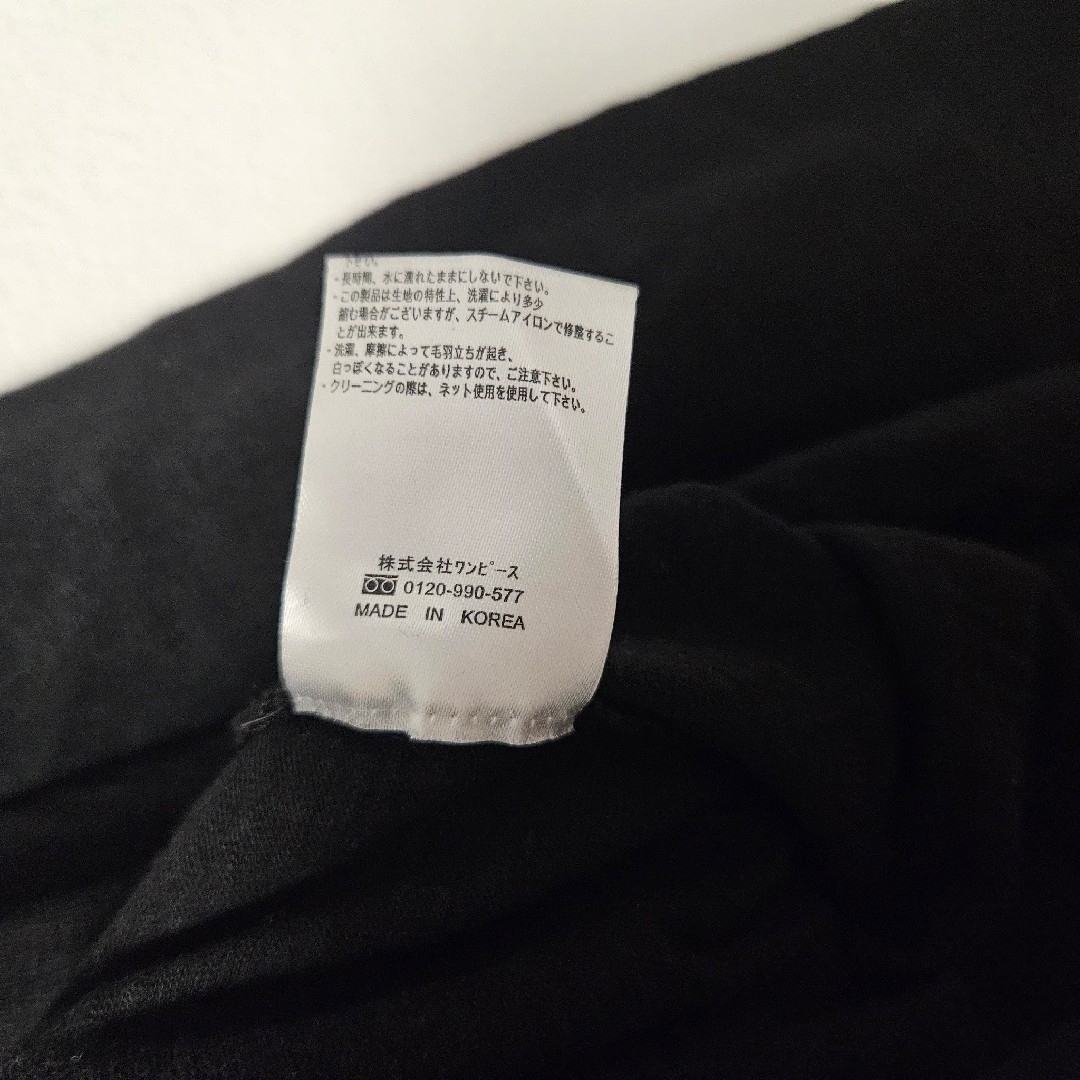 下さい。
・長時間、水に濡れたままにしないで下さい。
・この製品は生地の特性上、洗濯により多少
縮む場合がございますが、スチームアイロンで修整するこ
とが出来ます。
・洗濯、摩擦によって毛羽立ちが起き、
白っぽくなることがありますので、ご注意下さい。
・クリーニングの際は、ネット使用を使用して下さい。
株式会社ワンピース
0120-990-577
MADE IN KOREA